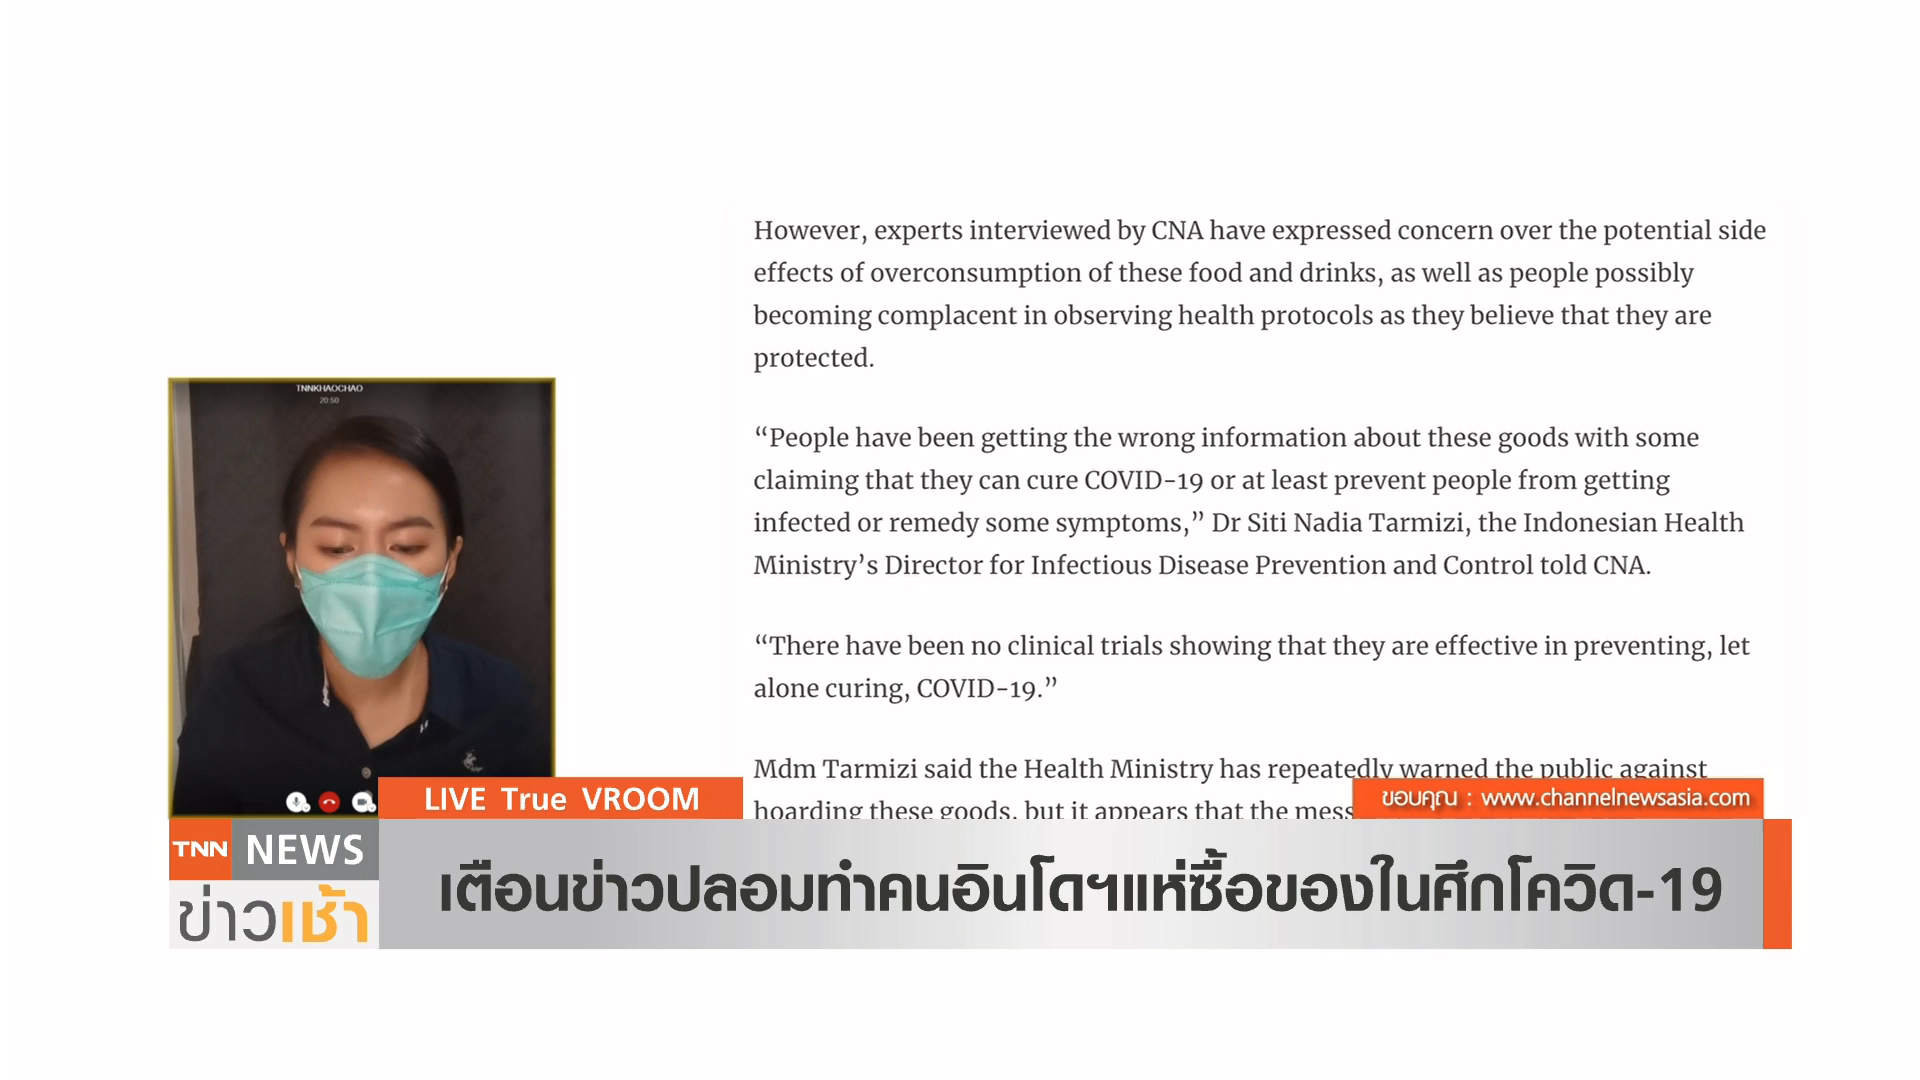 However, experts interviewed by CNA have expressed concern over the potential side
effects of overconsumption of these food and drinks, as well as people possibly
becoming complacent in observing health protocols as they believe that they are
protected.
“People have been getting the wrong information about these goods with some
claiming that they can cure COVID-19 or at least prevent people from getting
infected or remedy some symptoms,” Dr Siti Nadia Tarmizi, the Indonesian Health
Ministry’s Director for Infectious Disease Prevention and Control told CNA.
“There have been no clinical trials showing that they are effective in preventing, let
alone curing, COVID-19.”
Mdm Tarmizi said the Health Ministry has repeatedly warned the public against
hoarding these goods, but it appears that the mess
TNNKHAOCHAO
20:50
LIVE True VROOM
ขอบคุณ : www.channelnewsasia.com
TNN NEWS
ข่าวเช้า
เตือนข่าวปลอมทำคนอินโดฯแห่ซื้อของในศึกโควิด-19